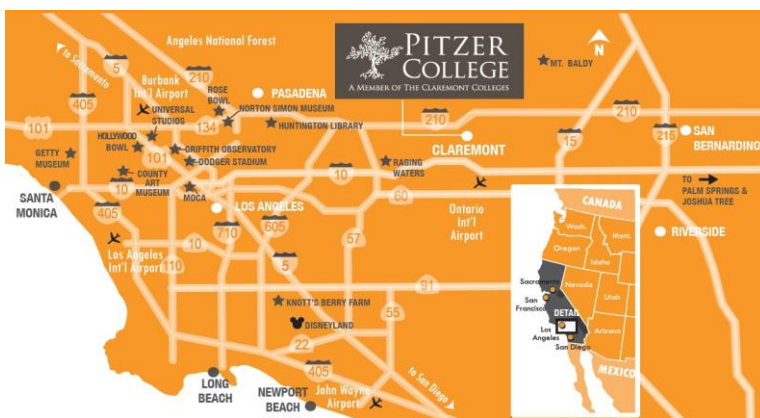 Angeles National Forest
to Sacramento
5
405
Burbank
Int'l Airport
210
ROSE
BOWL
PASADENA
PITZER
COLLEGE
A MEMBER OF THE CLAREMONT COLLEGES
N
MT. BALDY
UNIVERSAL
STUDIOS
NORTON SIMON MUSEUM
134
HUNTINGTON LIBRARY
210
210
101
HOLLYWOOD
BOWL
101
GRIFFITH OBSERVATORY
DODGER STADIUM
CLAREMONT
15
215
SAN
BERNARDINO
GETTY
MUSEUM
COUNTY
ART
MUSEUM
10
MOCA
RAGING
WATERS
10
60
TO
PALM SPRINGS &
JOSHUA TREE
SANTA
MONICA
LOS ANGELES
405
710
605
57
Ontario
Int'l
Airport
RIVERSIDE
10
Los Angeles
Int'l Airport
110
5
91
KNOTT'S BERRY FARM
DISNEYLAND
55
22
405
LONG
BEACH
NEWPORT
BEACH
John Wayne
Airport
to San Diego
CANADA
Wash.
Mont.
Oregon
Idaho
Sacramento
Nevada
San
Francisco
Utah
DETAIL
Los
Angeles
Arizona
San Diego
MEXICO